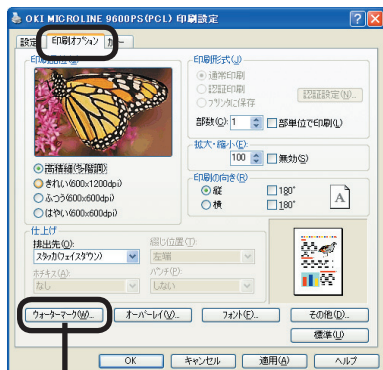 OKI MICROLINE 9600PS(PCL) 印刷設定
設定 印刷オプション カラー
印刷品位(Q)
高精細(多階調)
きれい(600x1200dpi)
ふつう(600x600dpi)
はやい(600x600dpi)
印刷形式(J)
通常印刷
認証印刷
プリンタに保存
認証設定(N)...
部数(C): 1 部単位で印刷(L)
拡大・縮小(E):
100 無効(S)
印刷の向き(R)
縦 180°
横 180°
A
仕上げ
排出先(O): 綴じ位置(T):
スタッカ(フェイスダウン) 左端
ホチキス(A): パンチ(P):
なし しない
ウォーターマーク(W)... オーバーレイ(V)... フォント(F)... その他(D)...
標準(U)
OK キャンセル 適用(A) ヘルプ